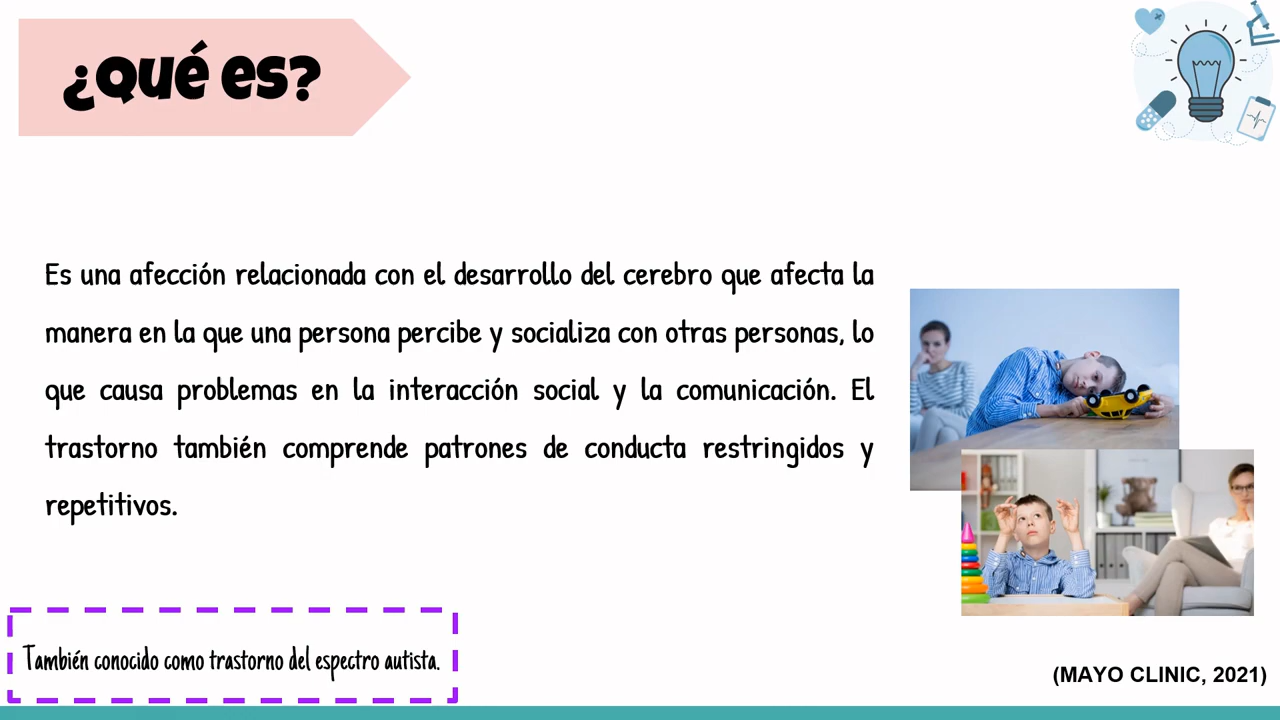 ¿Qué es?
Es una afección relacionada con el desarrollo del cerebro que afecta la
manera en la que una persona percibe y socializa con otras personas, lo
que causa problemas en la interacción social y la comunicación. El
trastorno también comprende patrones de conducta restringidos y
repetitivos.
También conocido como trastorno del espectro autista.
(MAYO CLINIC, 2021)